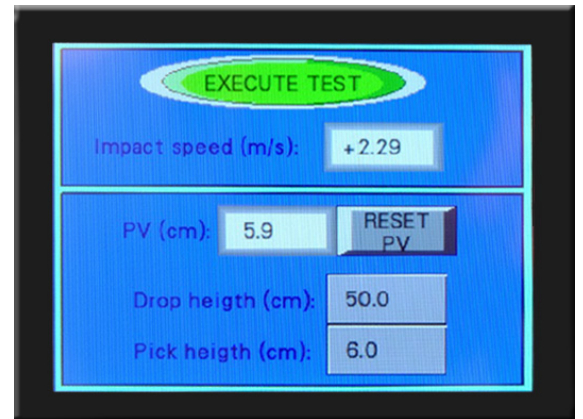 EXECUTE TEST
Impact speed (m/s): +2.29
PV (cm): 5.9 RESET PV
Drop heigth (cm): 50.0
Pick heigth (cm): 6.0